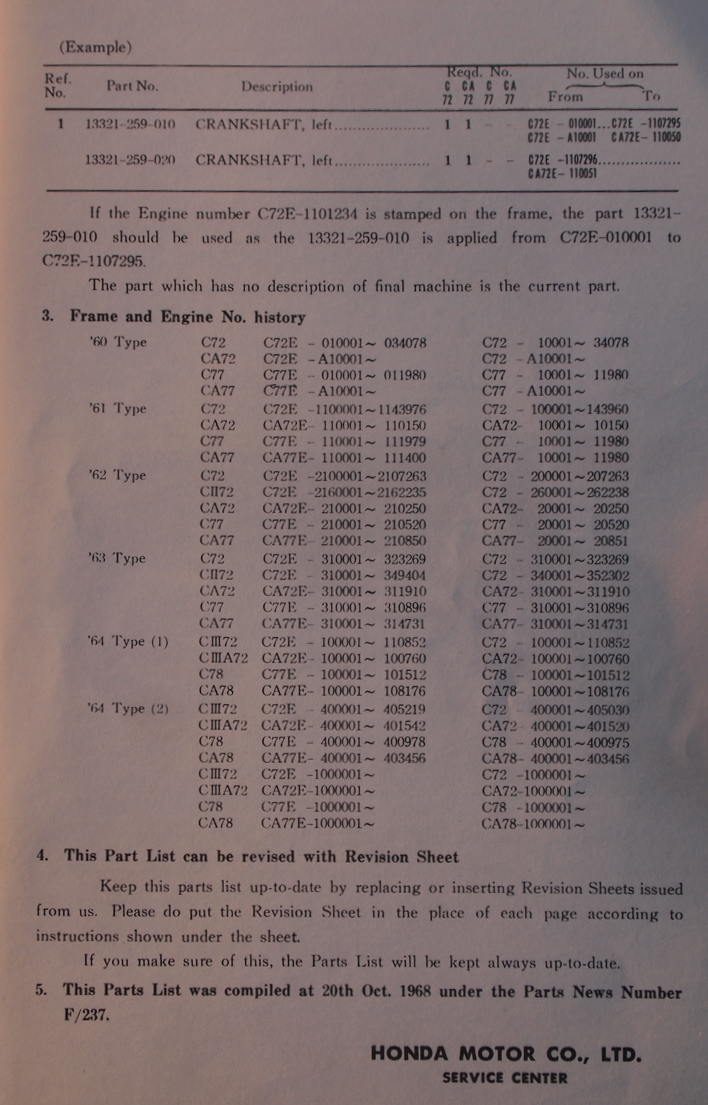 (Example)
Ref. No. Part No. Description Reqd. No. No. Used on
C 72 CA 72 C 77 CA 77 From To
1 13321-259-010 CRANKSHAFT, left...................... 1 1 - - C72E - 010001...C72E -1107295
C72E - A10001 CA72E- 110050
13321-259-020 CRANKSHAFT, left...................... 1 1 - - C72E -1107296..................
CA72E- 110051
If the Engine number C72E-1101234 is stamped on the frame, the part 13321-
259-010 should be used as the 13321-259-010 is applied from C72E-010001 to
C72E-1107295.
The part which has no description of final machine is the current part.
3. Frame and Engine No. history
'60 Type C72 C72E - 010001~ 034078 C72 - 10001~ 34078
CA72 C72E - A10001~ C72 - A10001~
C77 C77E - 010001~ 011980 C77 - 10001~ 11980
CA77 C77E - A10001~ C77 - A10001~
'61 Type C72 C72E -1100001~1143976 C72 - 100001~143960
CA72 CA72E- 110001~ 110150 CA72- 10001~ 10150
C77 C77E - 110001~ 111979 C77 - 10001~ 11980
CA77 CA77E- 110001~ 111400 CA77- 10001~ 11980
'62 Type C72 C72E -2100001~2107263 C72 - 200001~207263
CII72 C72E -2160001~2162235 C72 - 260001~262238
CA72 CA72E- 210001~ 210250 CA72- 20001~ 20250
C77 C77E - 210001~ 210520 C77 - 20001~ 20520
CA77 CA77E- 210001~ 210850 CA77- 20001~ 20851
'63 Type C72 C72E - 310001~ 323269 C72 - 310001~323269
CII72 C72E - 310001~ 349404 C72 - 340001~352302
CA72 CA72E- 310001~ 311910 CA72- 310001~311910
C77 C77E - 310001~ 310896 C77 - 310001~310896
CA77 CA77E- 310001~ 314731 CA77- 310001~314731
'64 Type (1) CIII72 C72E - 100001~ 110852 C72 - 100001~110852
CIIIA72 CA72E- 100001~ 100760 CA72- 100001~100760
C78 C77E - 100001~ 101512 C78 - 100001~101512
CA78 CA77E- 100001~ 108176 CA78- 100001~108176
'64 Type (2) CIII72 C72E - 400001~ 405219 C72 - 400001~405030
CIIIA72 CA72E- 400001~ 401542 CA72- 400001~401520
C78 C77E - 400001~ 400978 C78 - 400001~400975
CA78 CA77E- 400001~ 403456 CA78- 400001~403456
CIII72 C72E -1000001~ C72 -1000001~
CIIIA72 CA72E-1000001~ CA72-1000001~
C78 C77E -1000001~ C78 -1000001~
CA78 CA77E-1000001~ CA78-1000001~
4. This Part List can be revised with Revision Sheet
Keep this parts list up-to-date by replacing or inserting Revision Sheets issued
from us. Please do put the Revision Sheet in the place of each page according to
instructions shown under the sheet.
If you make sure of this, the Parts List will be kept always up-to-date.
5. This Parts List was compiled at 20th Oct. 1968 under the Parts News Number
F/237.
HONDA MOTOR CO., LTD.
SERVICE CENTER